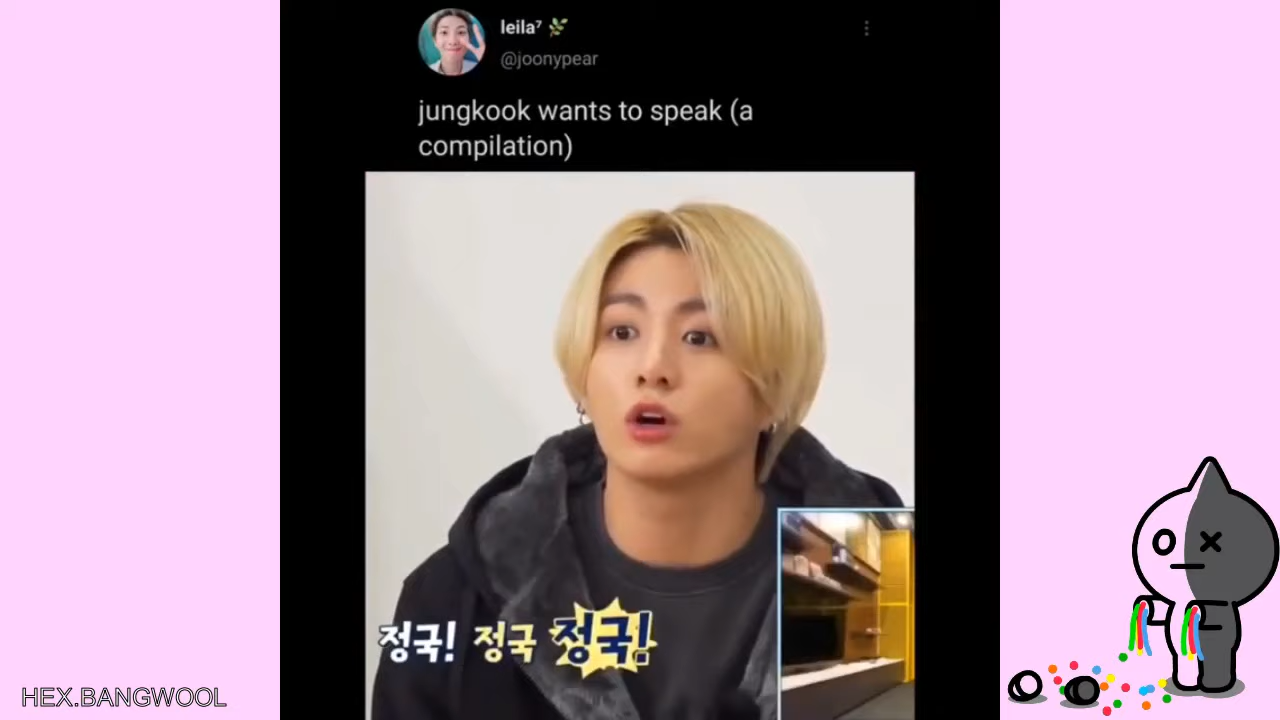 leila⁷ 🌿
@joonypear
jungkook wants to speak (a
compilation)
정국! 정국 정국!
HEX.BANGWOOL